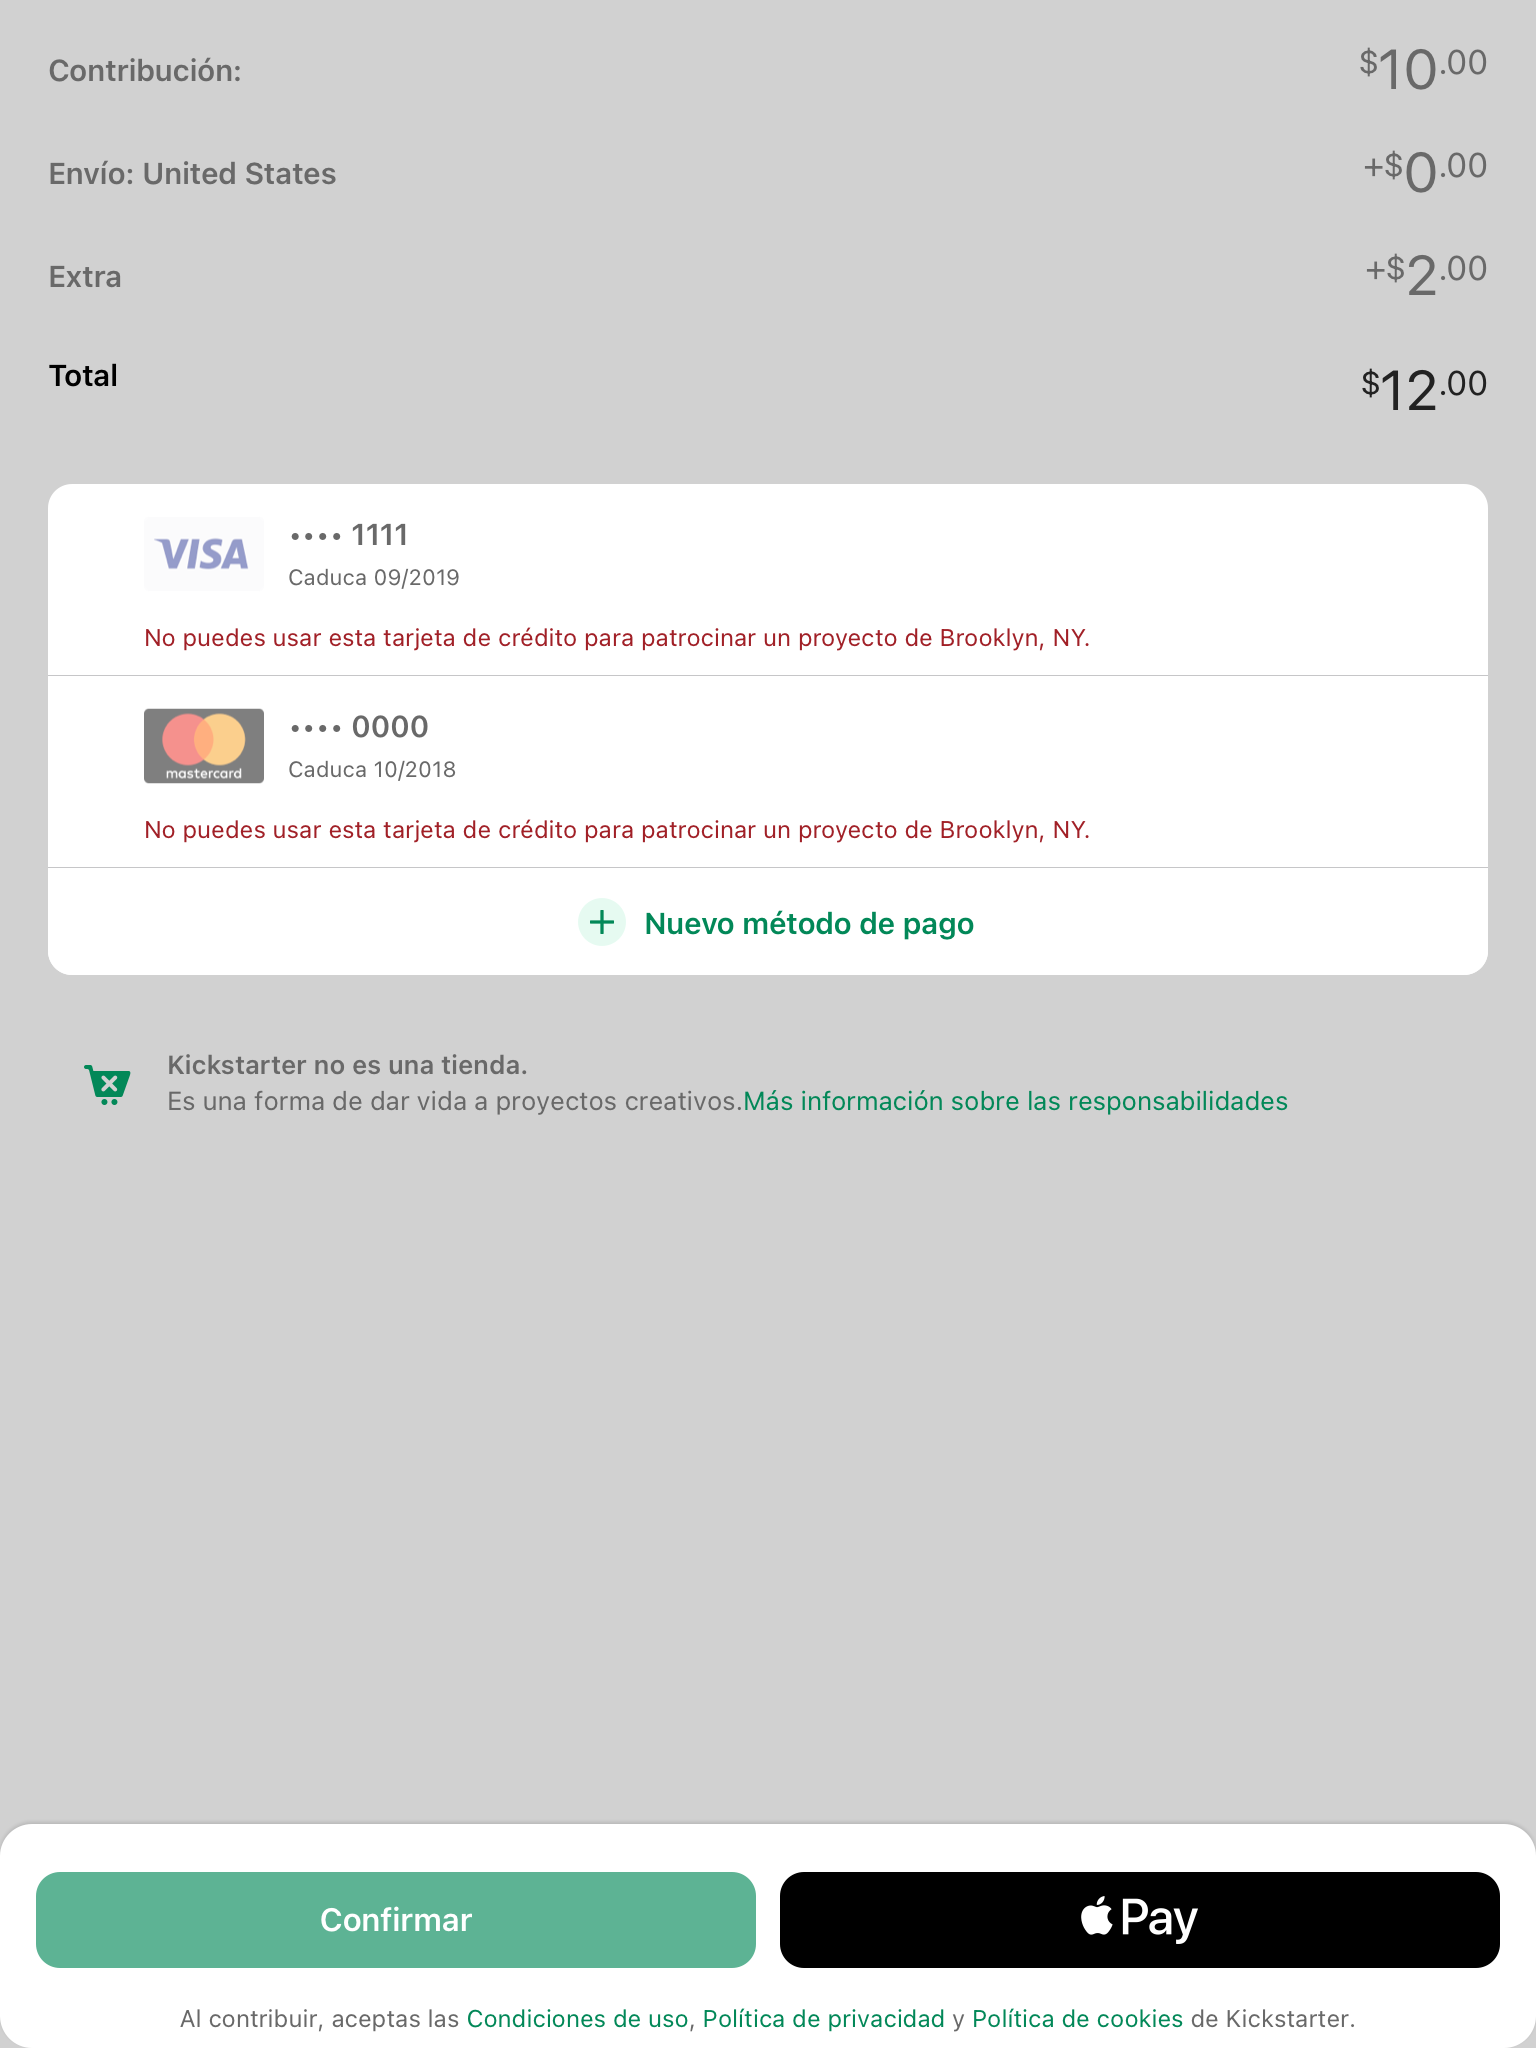 Contribución: $10.00
Envío: United States +$0.00
Extra +$2.00
Total $12.00
VISA •••• 1111
Caduca 09/2019
No puedes usar esta tarjeta de crédito para patrocinar un proyecto de Brooklyn, NY.
mastercard •••• 0000
Caduca 10/2018
No puedes usar esta tarjeta de crédito para patrocinar un proyecto de Brooklyn, NY.
Nuevo método de pago
Kickstarter no es una tienda.
Es una forma de dar vida a proyectos creativos.Más información sobre las responsabilidades
Confirmar Pay
Al contribuir, aceptas las Condiciones de uso, Política de privacidad y Política de cookies de Kickstarter.